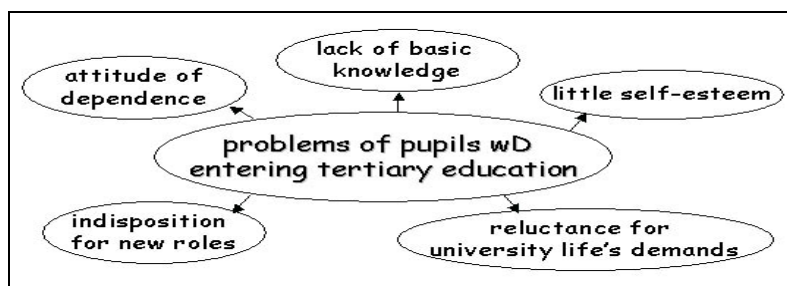 lack of basic
knowledge
attitude of
dependence
little self-esteem
problems of pupils wD
entering tertiary education
indisposition
for new roles
reluctance for
university life's demands